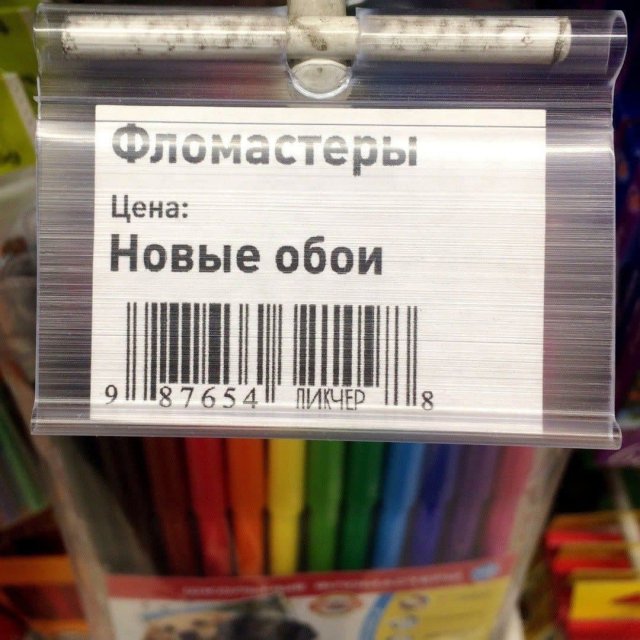 Фломастеры
Цена:
Новые обои
9 87654 ПИКЧЕР 8